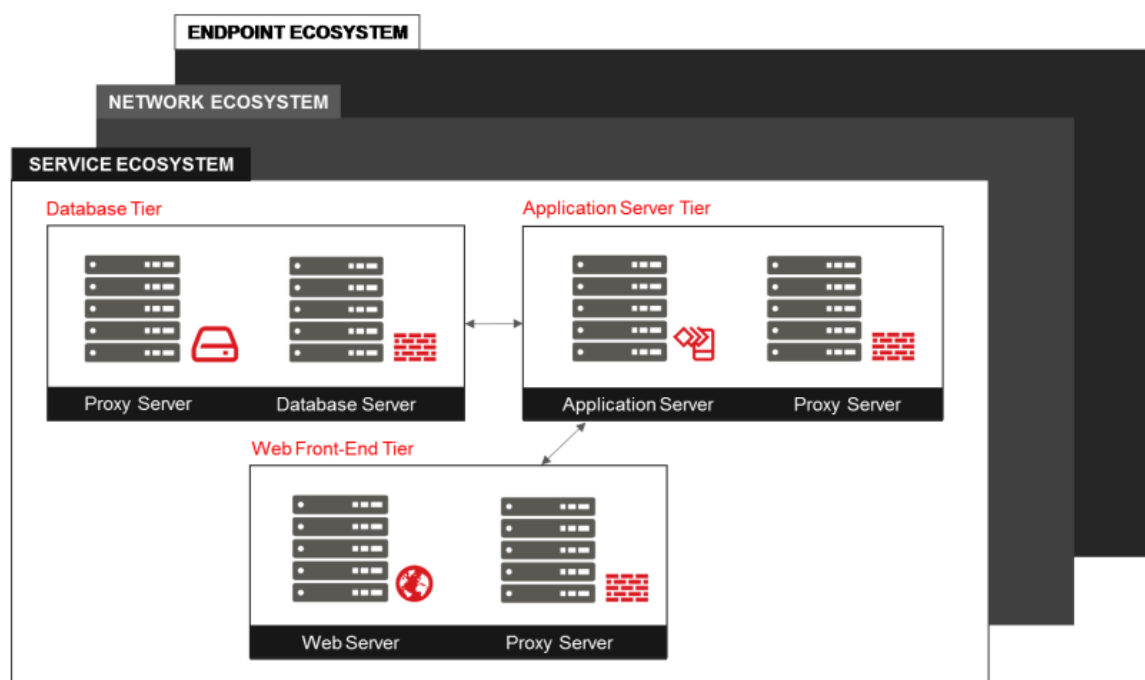 ENDPOINT ECOSYSTEM
NETWORK ECOSYSTEM
SERVICE ECOSYSTEM
Database Tier
Application Server Tier
Proxy Server
Database Server
Application Server
Proxy Server
Web Front-End Tier
Web Server
Proxy Server